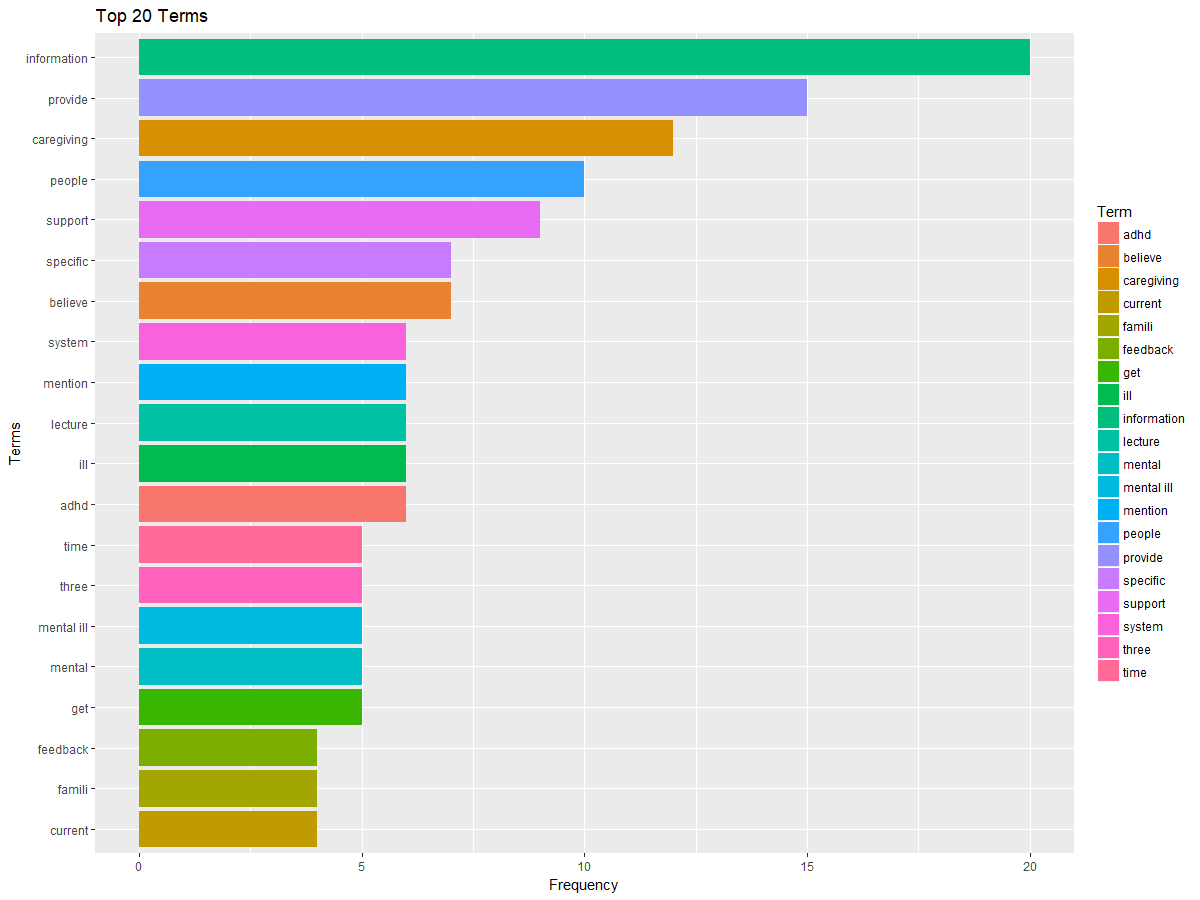 Top 20 Terms
information
provide
caregiving
people
support
specific
believe
system
mention
lecture
ill
adhd
time
three
mental ill
mental
get
feedback
famili
current
Terms
0 5 10 15 20
Frequency
Term
adhd
believe
caregiving
current
famili
feedback
get
ill
information
lecture
mental
mental ill
mention
people
provide
specific
support
system
three
time